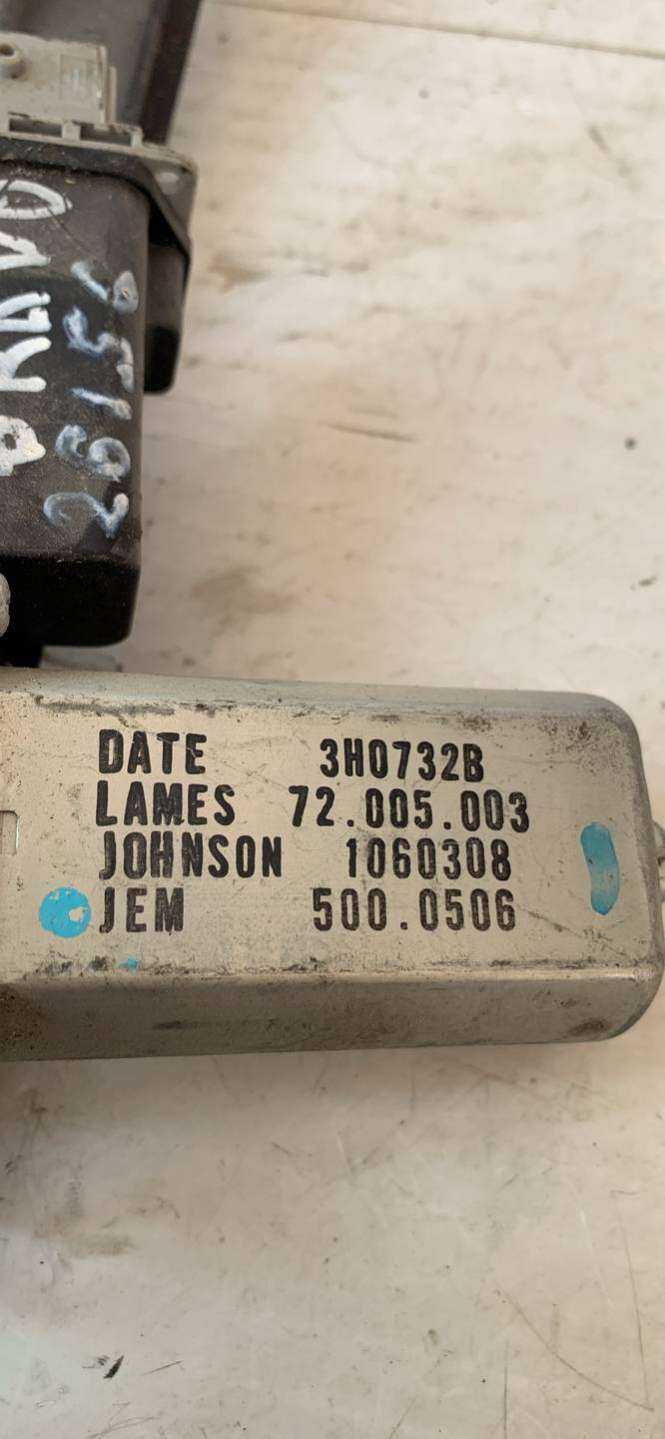 BRAVO
26156
DATE 3H0732B
LAMES 72.005.003
JOHNSON 1060308
JEM 500.0506